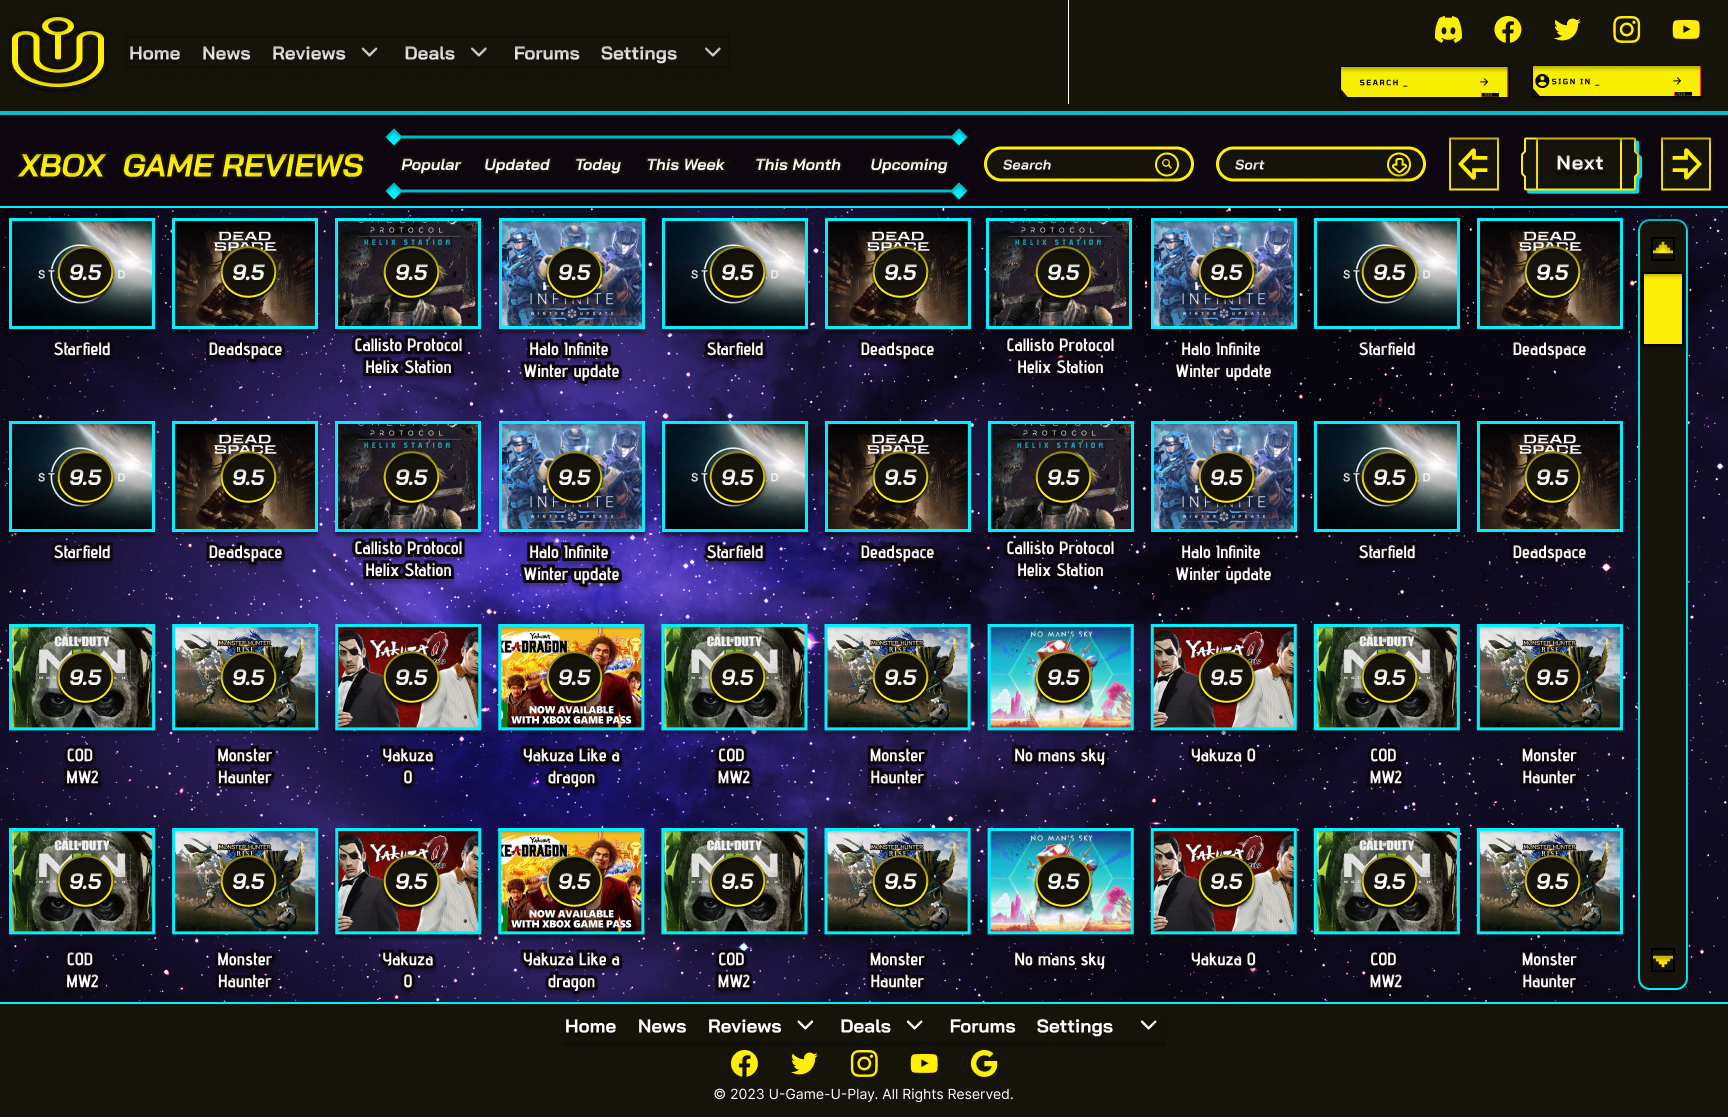 Home News Reviews Deals Forums Settings
SEARCH _
SIGN IN _
XBOX GAME REVIEWS
Popular Updated Today This Week This Month Upcoming
Search
Sort
Next
9.5 9.5 9.5 9.5 9.5 9.5 9.5 9.5 9.5 9.5
Starfield Deadspace Callisto Protocol Helix Station Halo Infinite Winter update Starfield Deadspace Callisto Protocol Helix Station Halo Infinite Winter update Starfield Deadspace
9.5 9.5 9.5 9.5 9.5 9.5 9.5 9.5 9.5 9.5
Starfield Deadspace Callisto Protocol Helix Station Halo Infinite Winter update Starfield Deadspace Callisto Protocol Helix Station Halo Infinite Winter update Starfield Deadspace
9.5 9.5 9.5 9.5 9.5 9.5 9.5 9.5 9.5 9.5
NOW AVAILABLE
WITH XBOX GAME PASS
COD MW2 Monster Haunter Yakuza 0 Yakuza Like a dragon COD MW2 Monster Haunter No mans sky Yakuza 0 COD MW2 Monster Haunter
9.5 9.5 9.5 9.5 9.5 9.5 9.5 9.5 9.5 9.5
NOW AVAILABLE
WITH XBOX GAME PASS
COD MW2 Monster Haunter Yakuza 0 Yakuza Like a dragon COD MW2 Monster Haunter No mans sky Yakuza 0 COD MW2 Monster Haunter
Home News Reviews Deals Forums Settings
© 2023 U-Game-U-Play. All Rights Reserved.